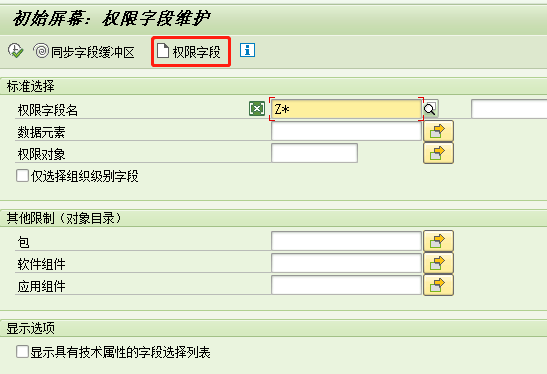 初始屏幕：权限字段维护
同步字段缓冲区 权限字段
标准选择
权限字段名 Z*
数据元素
权限对象
仅选择组织级别字段
其他限制（对象目录）
包
软件组件
应用组件
显示选项
显示具有技术属性的字段选择列表